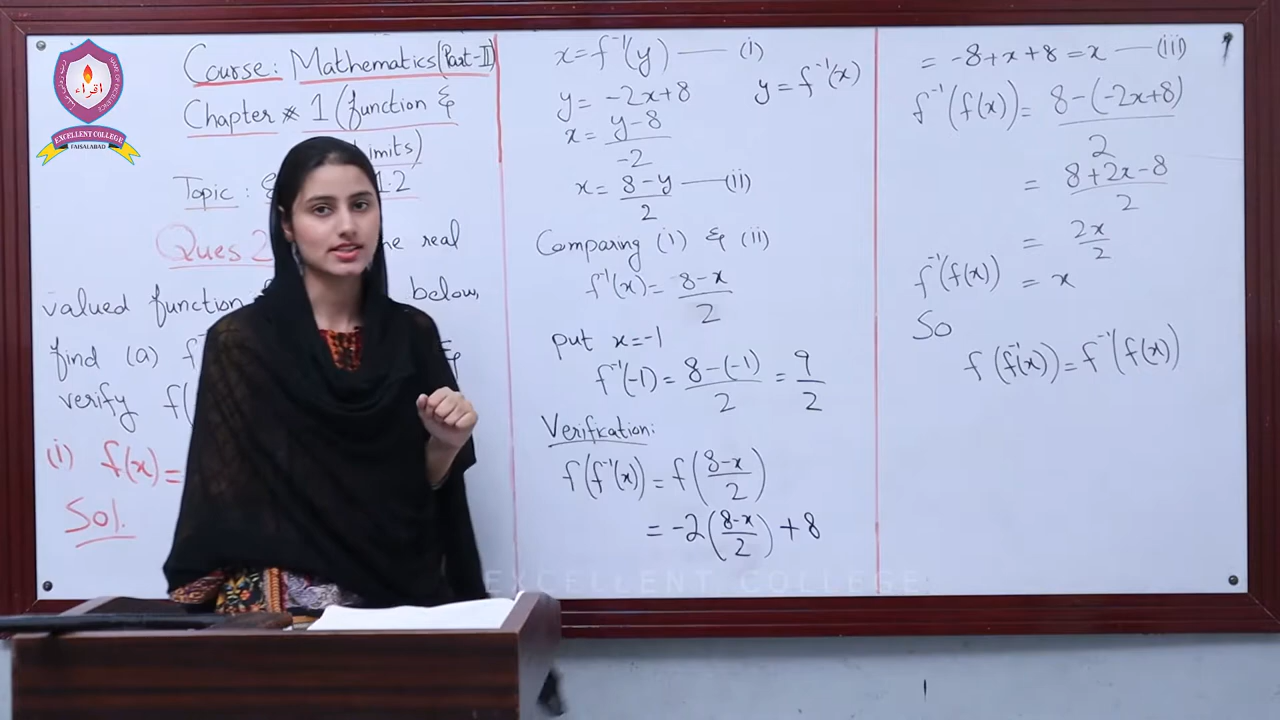 Course: Mathematics (Part-II)
Chapter * 1 (function &
Limits)
Topic: 1.2
Ques 2 real
valued function below,
find (a) f⁻
verify f(
(i) f(x) =
Sol.
x = f⁻¹(y) —— (i)
y = -2x+8 y = f⁻¹(x)
x = (y-8)/-2
x = (8-y)/2 —— (ii)
Comparing (i) & (ii)
f⁻¹(x) = (8-x)/2
put x=-1
f⁻¹(-1) = (8-(-1))/2 = 9/2
Verification:
f(f⁻¹(x)) = f((8-x)/2)
= -2((8-x)/2) + 8
= -8+x+8 = x —— (iii)
f⁻¹(f(x)) = (8-(-2x+8))/2
= (8+2x-8)/2
= 2x/2
f⁻¹(f(x)) = x
So
f(f⁻¹(x)) = f⁻¹(f(x))
اقراء
EXCELLENT COLLEGE
FAISALABAD
EXCELLENT COLLEGE